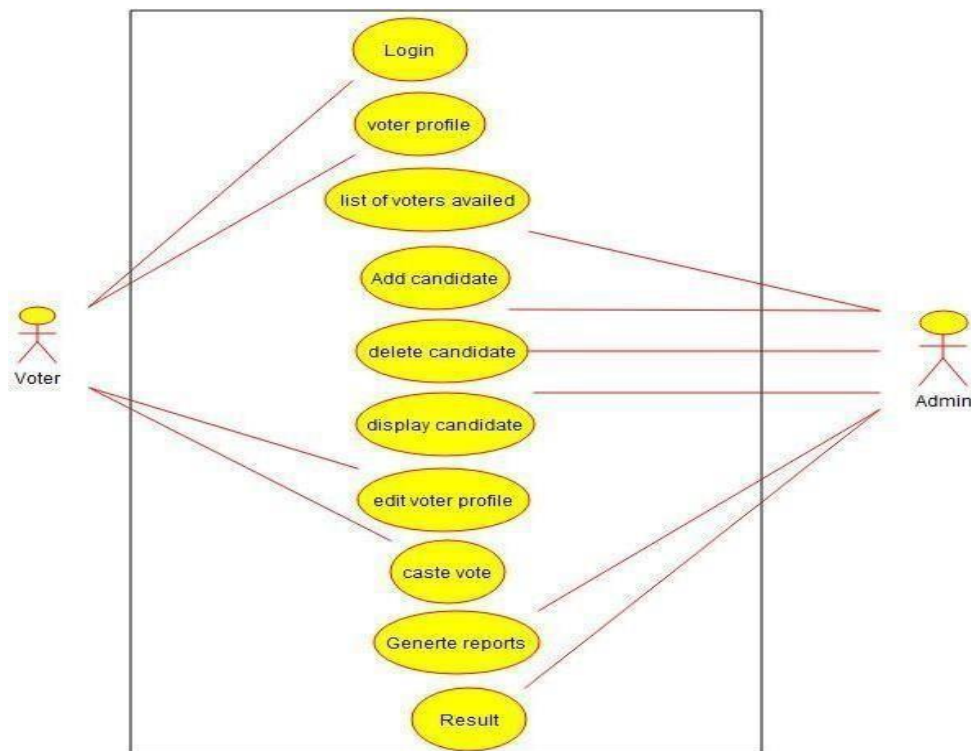 Login
voter profile
list of voters availed
Add candidate
delete candidate
display candidate
edit voter profile
caste vote
Generte reports
Result
Voter
Admin